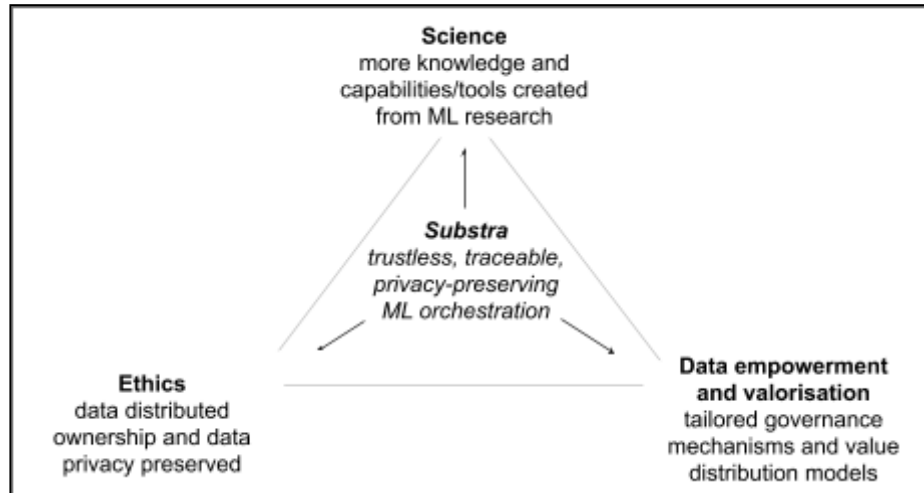 Science
more knowledge and
capabilities/tools created
from ML research
Substra
trustless, traceable,
privacy-preserving
ML orchestration
Ethics
data distributed
ownership and data
privacy preserved
Data empowerment
and valorisation
tailored governance
mechanisms and value
distribution models